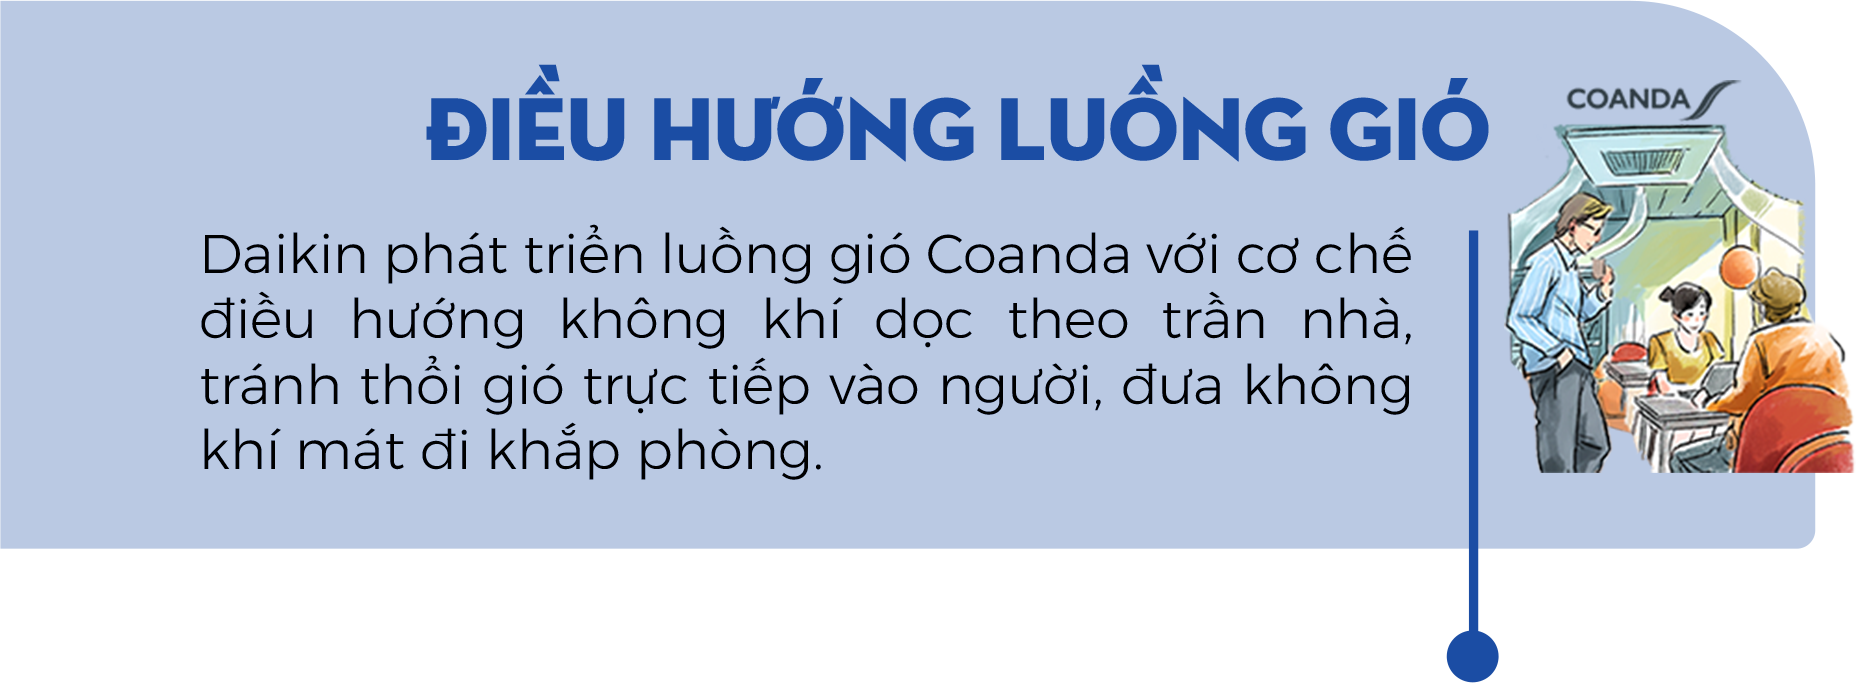 ĐIỀU HƯỚNG LUỒNG GIÓ
COANDA
Daikin phát triển luồng gió Coanda với cơ chế
điều hướng không khí dọc theo trần nhà,
tránh thổi gió trực tiếp vào người, đưa không
khí mát đi khắp phòng.